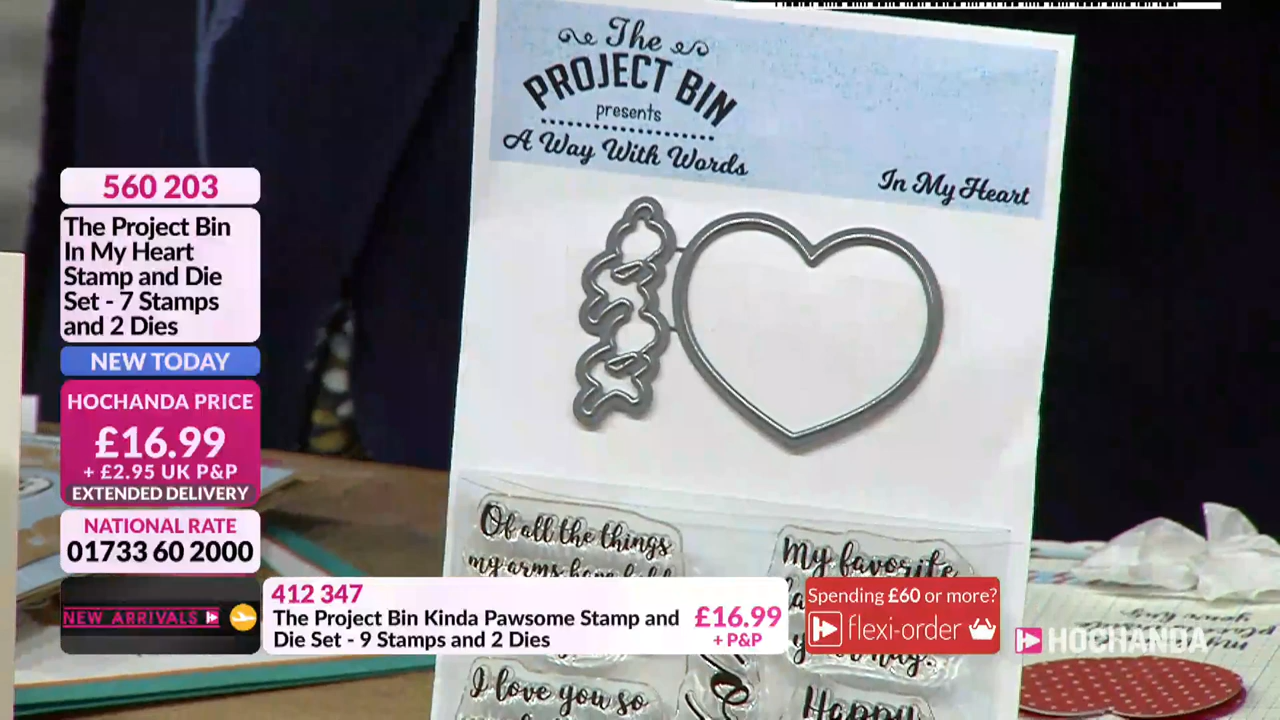 The
PROJECT BIN
presents
A Way With Words
In My Heart
560 203
The Project Bin
In My Heart
Stamp and Die
Set - 7 Stamps
and 2 Dies
NEW TODAY
HOCHANDA PRICE
£16.99
+ £2.95 UK P&P
EXTENDED DELIVERY
NATIONAL RATE
01733 60 2000
Of all the things
my arms have held
My favorite
I love you so
Happy
NEW ARRIVALS
412 347
The Project Bin Kinda Pawsome Stamp and
Die Set - 9 Stamps and 2 Dies
£16.99
+ P&P
Spending £60 or more?
flexi-order
HOCHANDA